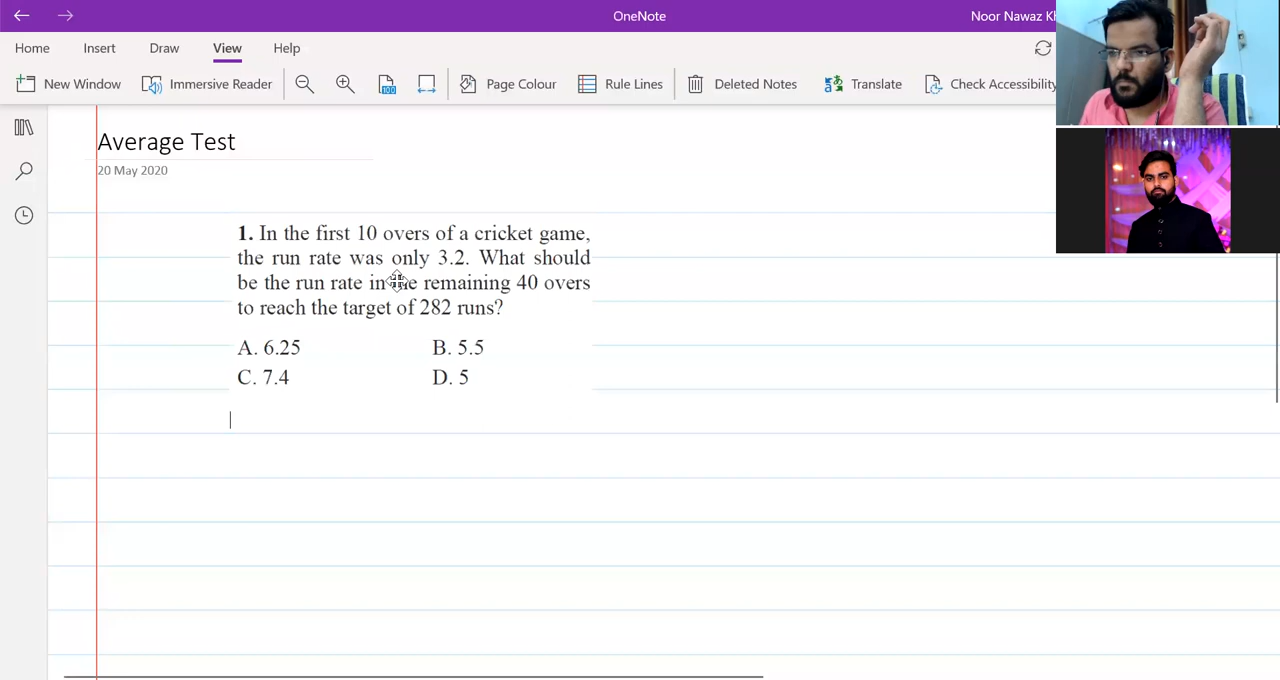 OneNote
Noor Nawaz Kh
Home Insert Draw View Help
New Window Immersive Reader 100 Page Colour Rule Lines Deleted Notes Translate Check Accessibility
Average Test
20 May 2020
1. In the first 10 overs of a cricket game,
the run rate was only 3.2. What should
be the run rate in the remaining 40 overs
to reach the target of 282 runs?
A. 6.25 B. 5.5
C. 7.4 D. 5